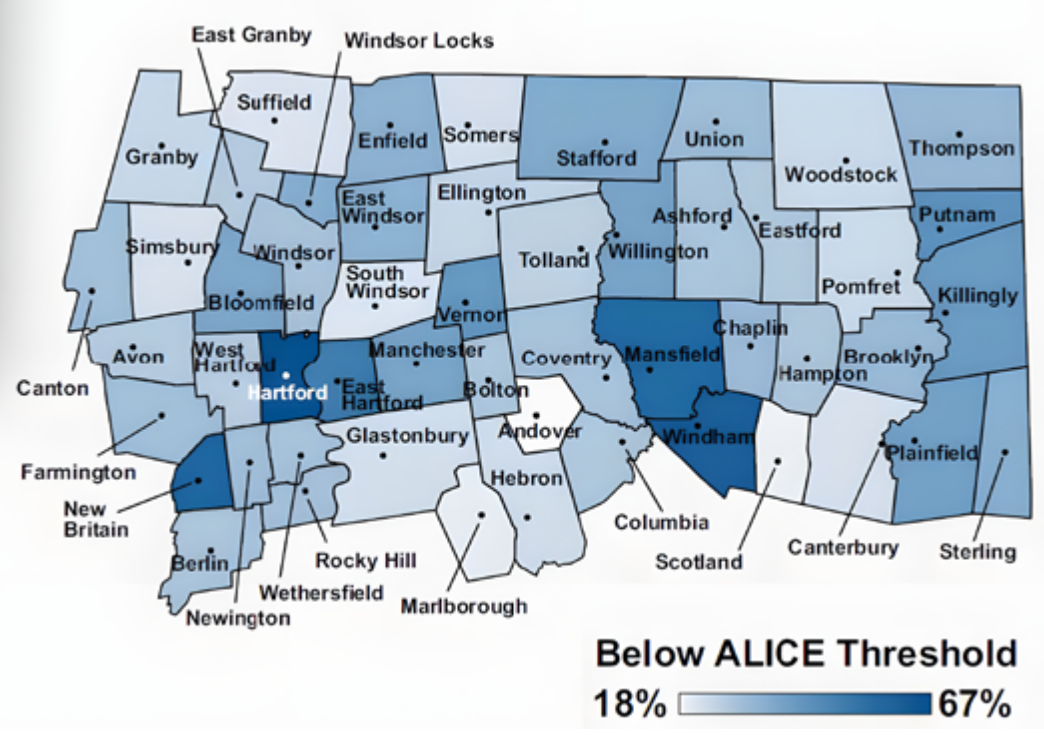 East Granby
Windsor Locks
Suffield
Granby
Enfield
Somers
Stafford
Union
Woodstock
Thompson
East
Windsor
Ellington
Simsbury
Windsor
Bloomfield
South
Windsor
Tolland
Willington
Ashford
Eastford
Pomfret
Putnam
Killingly
Vernon
Canton
Avon
West
Hartford
Hartford
East
Hartford
Manchester
Bolton
Coventry
Mansfield
Chaplin
Hampton
Brooklyn
Andover
Windham
Plainfield
Farmington
Glastonbury
Hebron
New
Britain
Berlin
Rocky Hill
Wethersfield
Newington
Marlborough
Columbia
Scotland
Canterbury
Sterling
Below ALICE Threshold
18%
67%